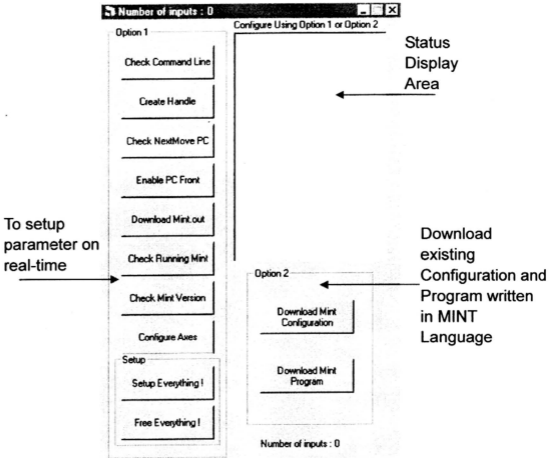 Number of inputs : 0
Configure Using Option 1 or Option 2
Option 1
Check Command Line
Create Handle
Check NextMove PC
Enable PC Front
Download Mint.out
Check Running Mint
Check Mint Version
Configure Axes
Setup
Setup Everything !
Free Everything !
Option 2
Download Mint
Configuration
Download Mint
Program
Number of inputs : 0
Status
Display
Area
To setup
parameter on
real-time
Download
existing
Configuration and
Program written
in MINT
Language